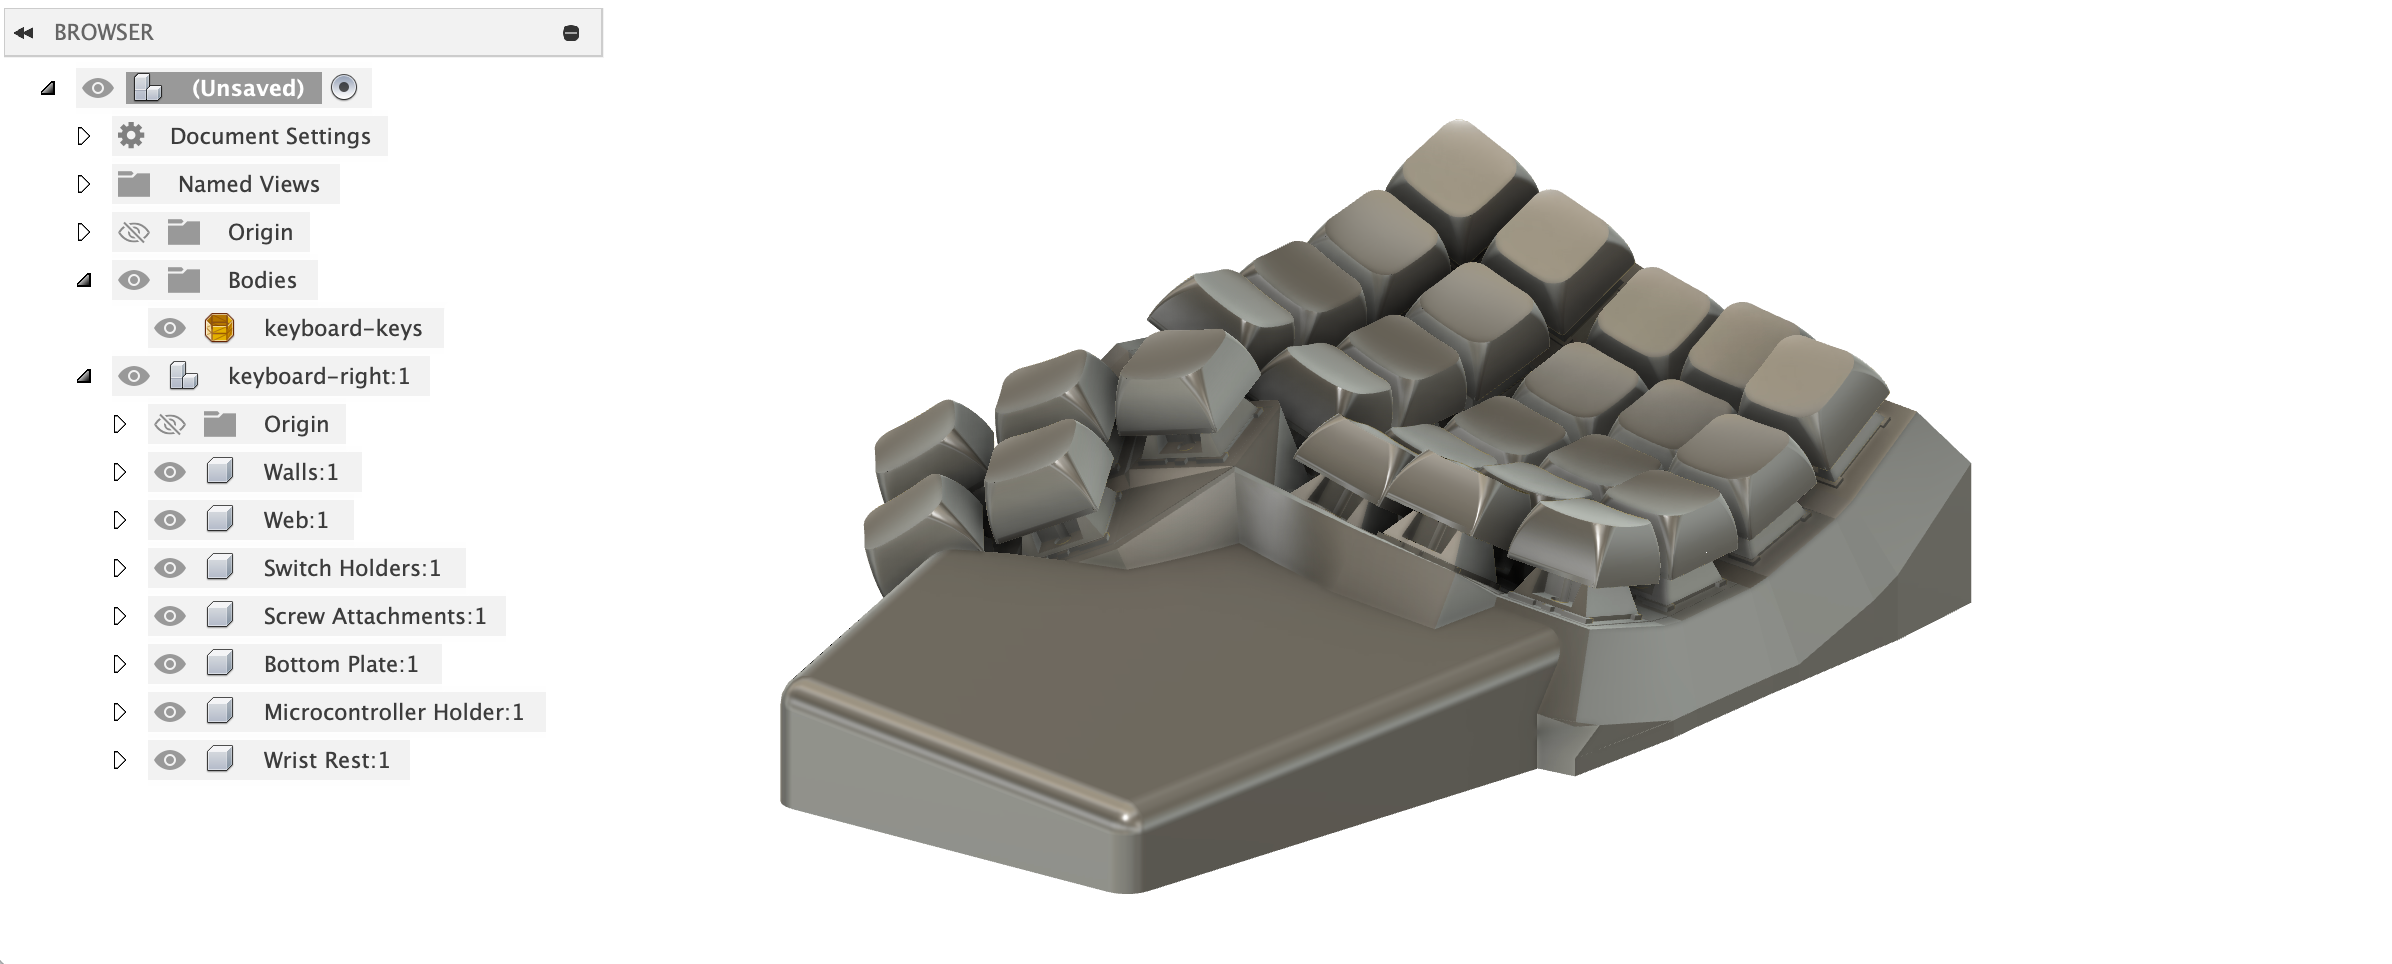 BROWSER
(Unsaved)
Document Settings
Named Views
Origin
Bodies
keyboard-keys
keyboard-right:1
Origin
Walls:1
Web:1
Switch Holders:1
Screw Attachments:1
Bottom Plate:1
Microcontroller Holder:1
Wrist Rest:1